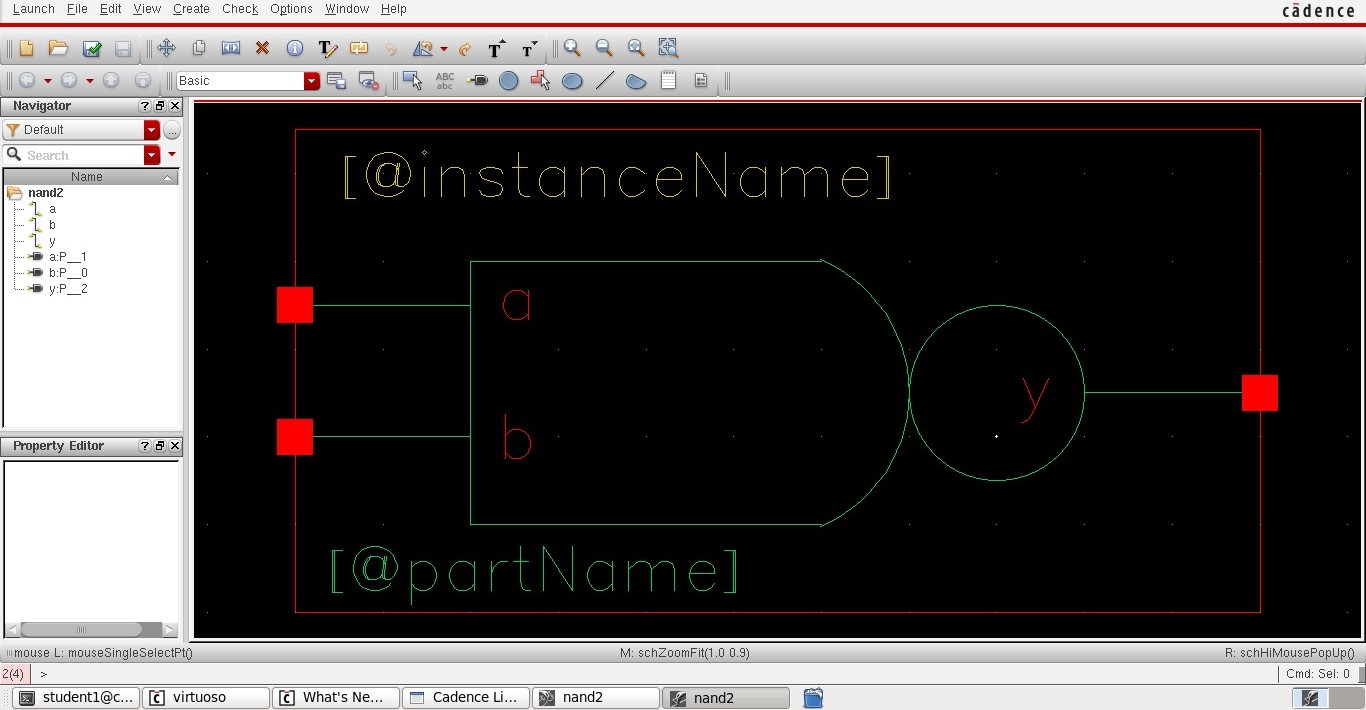 Launch File Edit View Create Check Options Window Help
cādence
T T T
Basic
ABC
abc
Navigator ? 
Default ...
Search
Name
nand2
a
b
y
a:P__1
b:P__0
y:P__2
Property Editor ?
[@instanceName]
a
y
b
[@partName]
mouse L: mouseSingleSelectPt() M: schZoomFit(1.0 0.9) R: schHiMousePopUp()
2(4) > Cmd: Sel: 0
student1@c... virtuoso What's Ne... Cadence Li... nand2 nand2